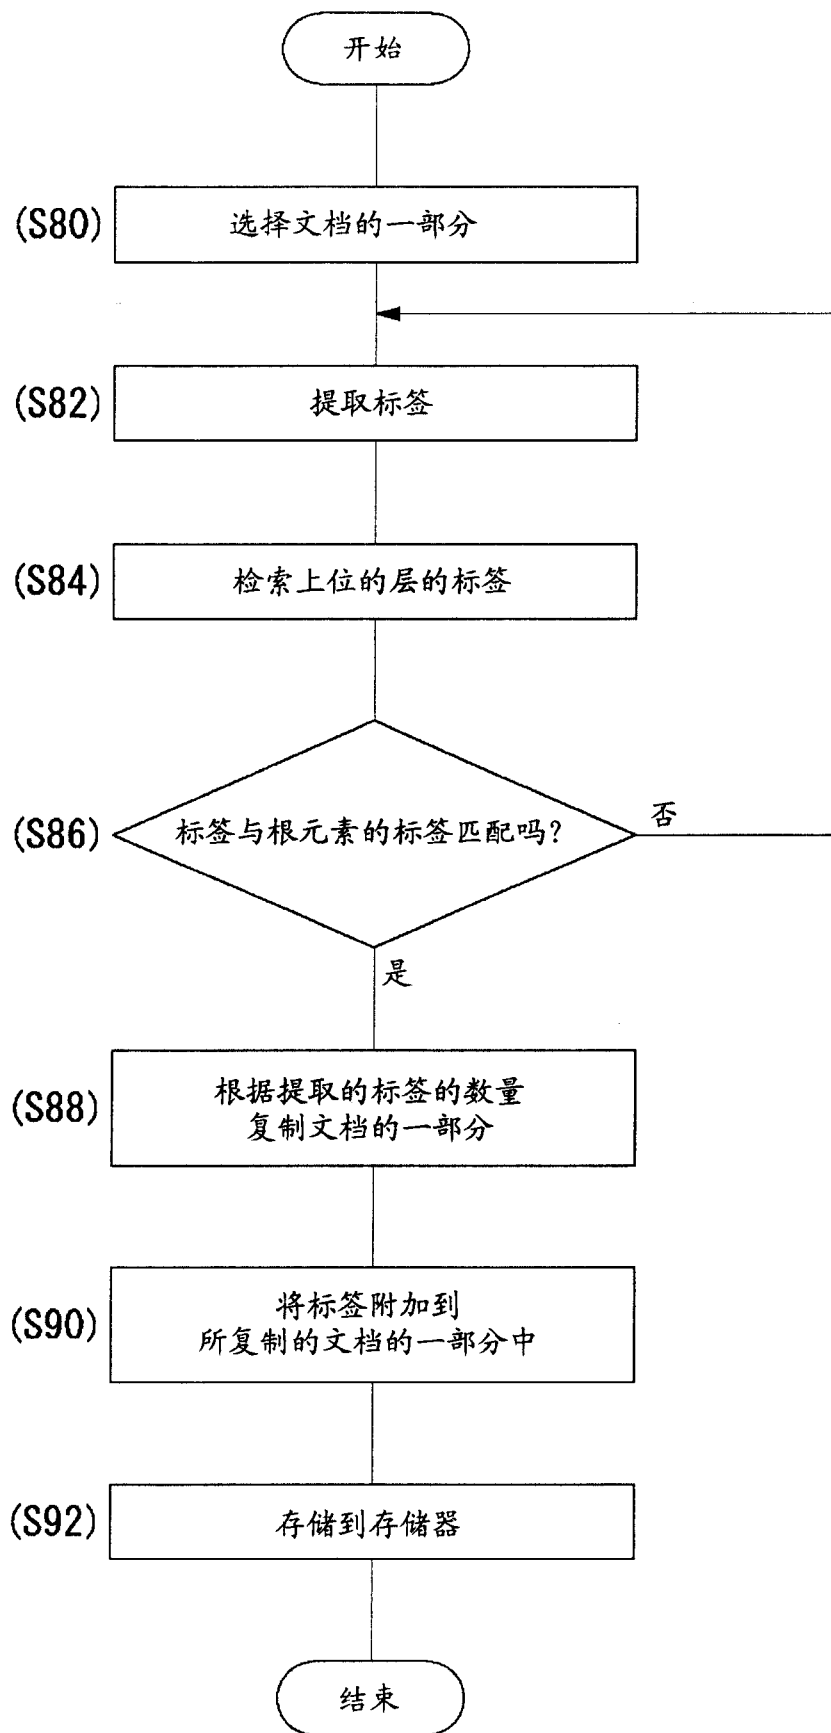 开始
(S80)
选择文档的一部分
(S82)
提取标签
(S84)
检索上位的层的标签
(S86)
标签与根元素的标签匹配吗?
否
是
(S88)
根据提取的标签的数量
复制文档的一部分
(S90)
将标签附加到
所复制的文档的一部分中
(S92)
存储到存储器
结束